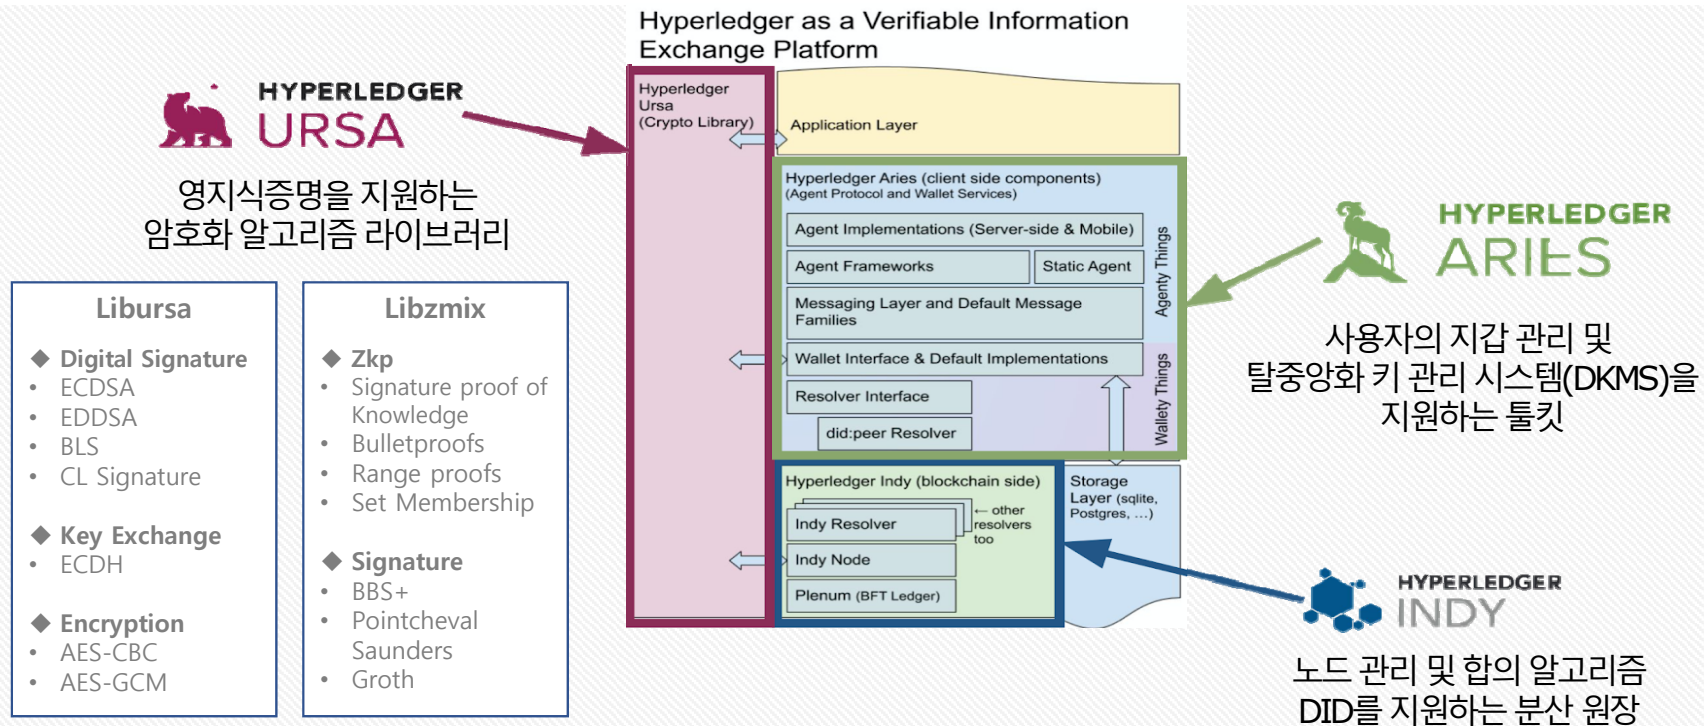 Hyperledger as a Verifiable Information
Exchange Platform
HYPERLEDGER
URSA
영지식증명을 지원하는
암호화 알고리즘 라이브러리
Libursa
◆ Digital Signature
• ECDSA
• EDDSA
• BLS
• CL Signature
◆ Key Exchange
• ECDH
◆ Encryption
• AES-CBC
• AES-GCM
Libzmix
◆ Zkp
• Signature proof of
Knowledge
• Bulletproofs
• Range proofs
• Set Membership
◆ Signature
• BBS+
• Pointcheval
Saunders
• Groth
Hyperledger
Ursa
(Crypto Library)
Application Layer
Hyperledger Aries (client side components)
(Agent Protocol and Wallet Services)
Agent Implementations (Server-side & Mobile)
Agent Frameworks
Static Agent
Messaging Layer and Default Message
Families
Wallet Interface & Default Implementations
Resolver Interface
did:peer Resolver
Agenty Things
Wallety Things
Hyperledger Indy (blockchain side)
Indy Resolver
← other
resolvers
too
Indy Node
Plenum (BFT Ledger)
Storage
Layer (sqlite,
Postgres, ...)
HYPERLEDGER
ARIES
사용자의 지갑 관리 및
탈중앙화 키 관리 시스템(DKMS)을
지원하는 툴킷
HYPERLEDGER
INDY
노드 관리 및 합의 알고리즘
DID를 지원하는 분산 원장